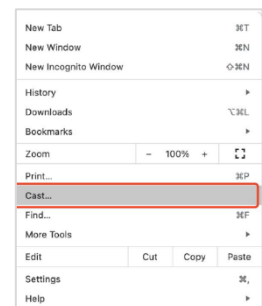 New Tab ⌘T
New Window ⌘N
New Incognito Window ⇧⌘N
History
Downloads ⌥⌘L
Bookmarks
Zoom - 100% +
Print... ⌘P
Cast...
Find... ⌘F
More Tools
Edit Cut Copy Paste
Settings ⌘,
Help